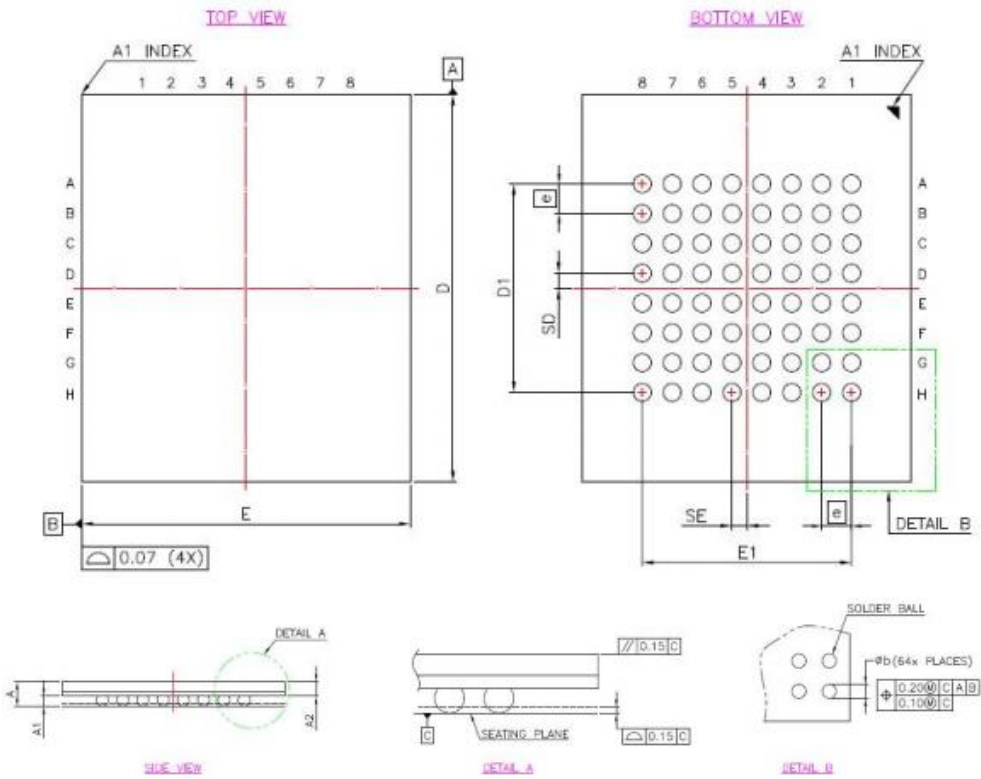 TOP VIEW
BOTTOM VIEW
A1 INDEX
A1 INDEX
A
1 2 3 4 5 6 7 8
8 7 6 5 4 3 2 1
A
B
C
D
E
F
G
H
D
e
D1
SD
A
B
C
D
E
F
G
H
B
E
0.07 (4X)
SE
e
E1
DETAIL B
DETAIL A
A
A1
A2
SIDE VIEW
// 0.15 C
C
SEATING PLANE
0.15 C
DETAIL A
SOLDER BALL
Øb(64x PLACES)
0.20Ⓜ C A B
0.10Ⓜ C
DETAIL B